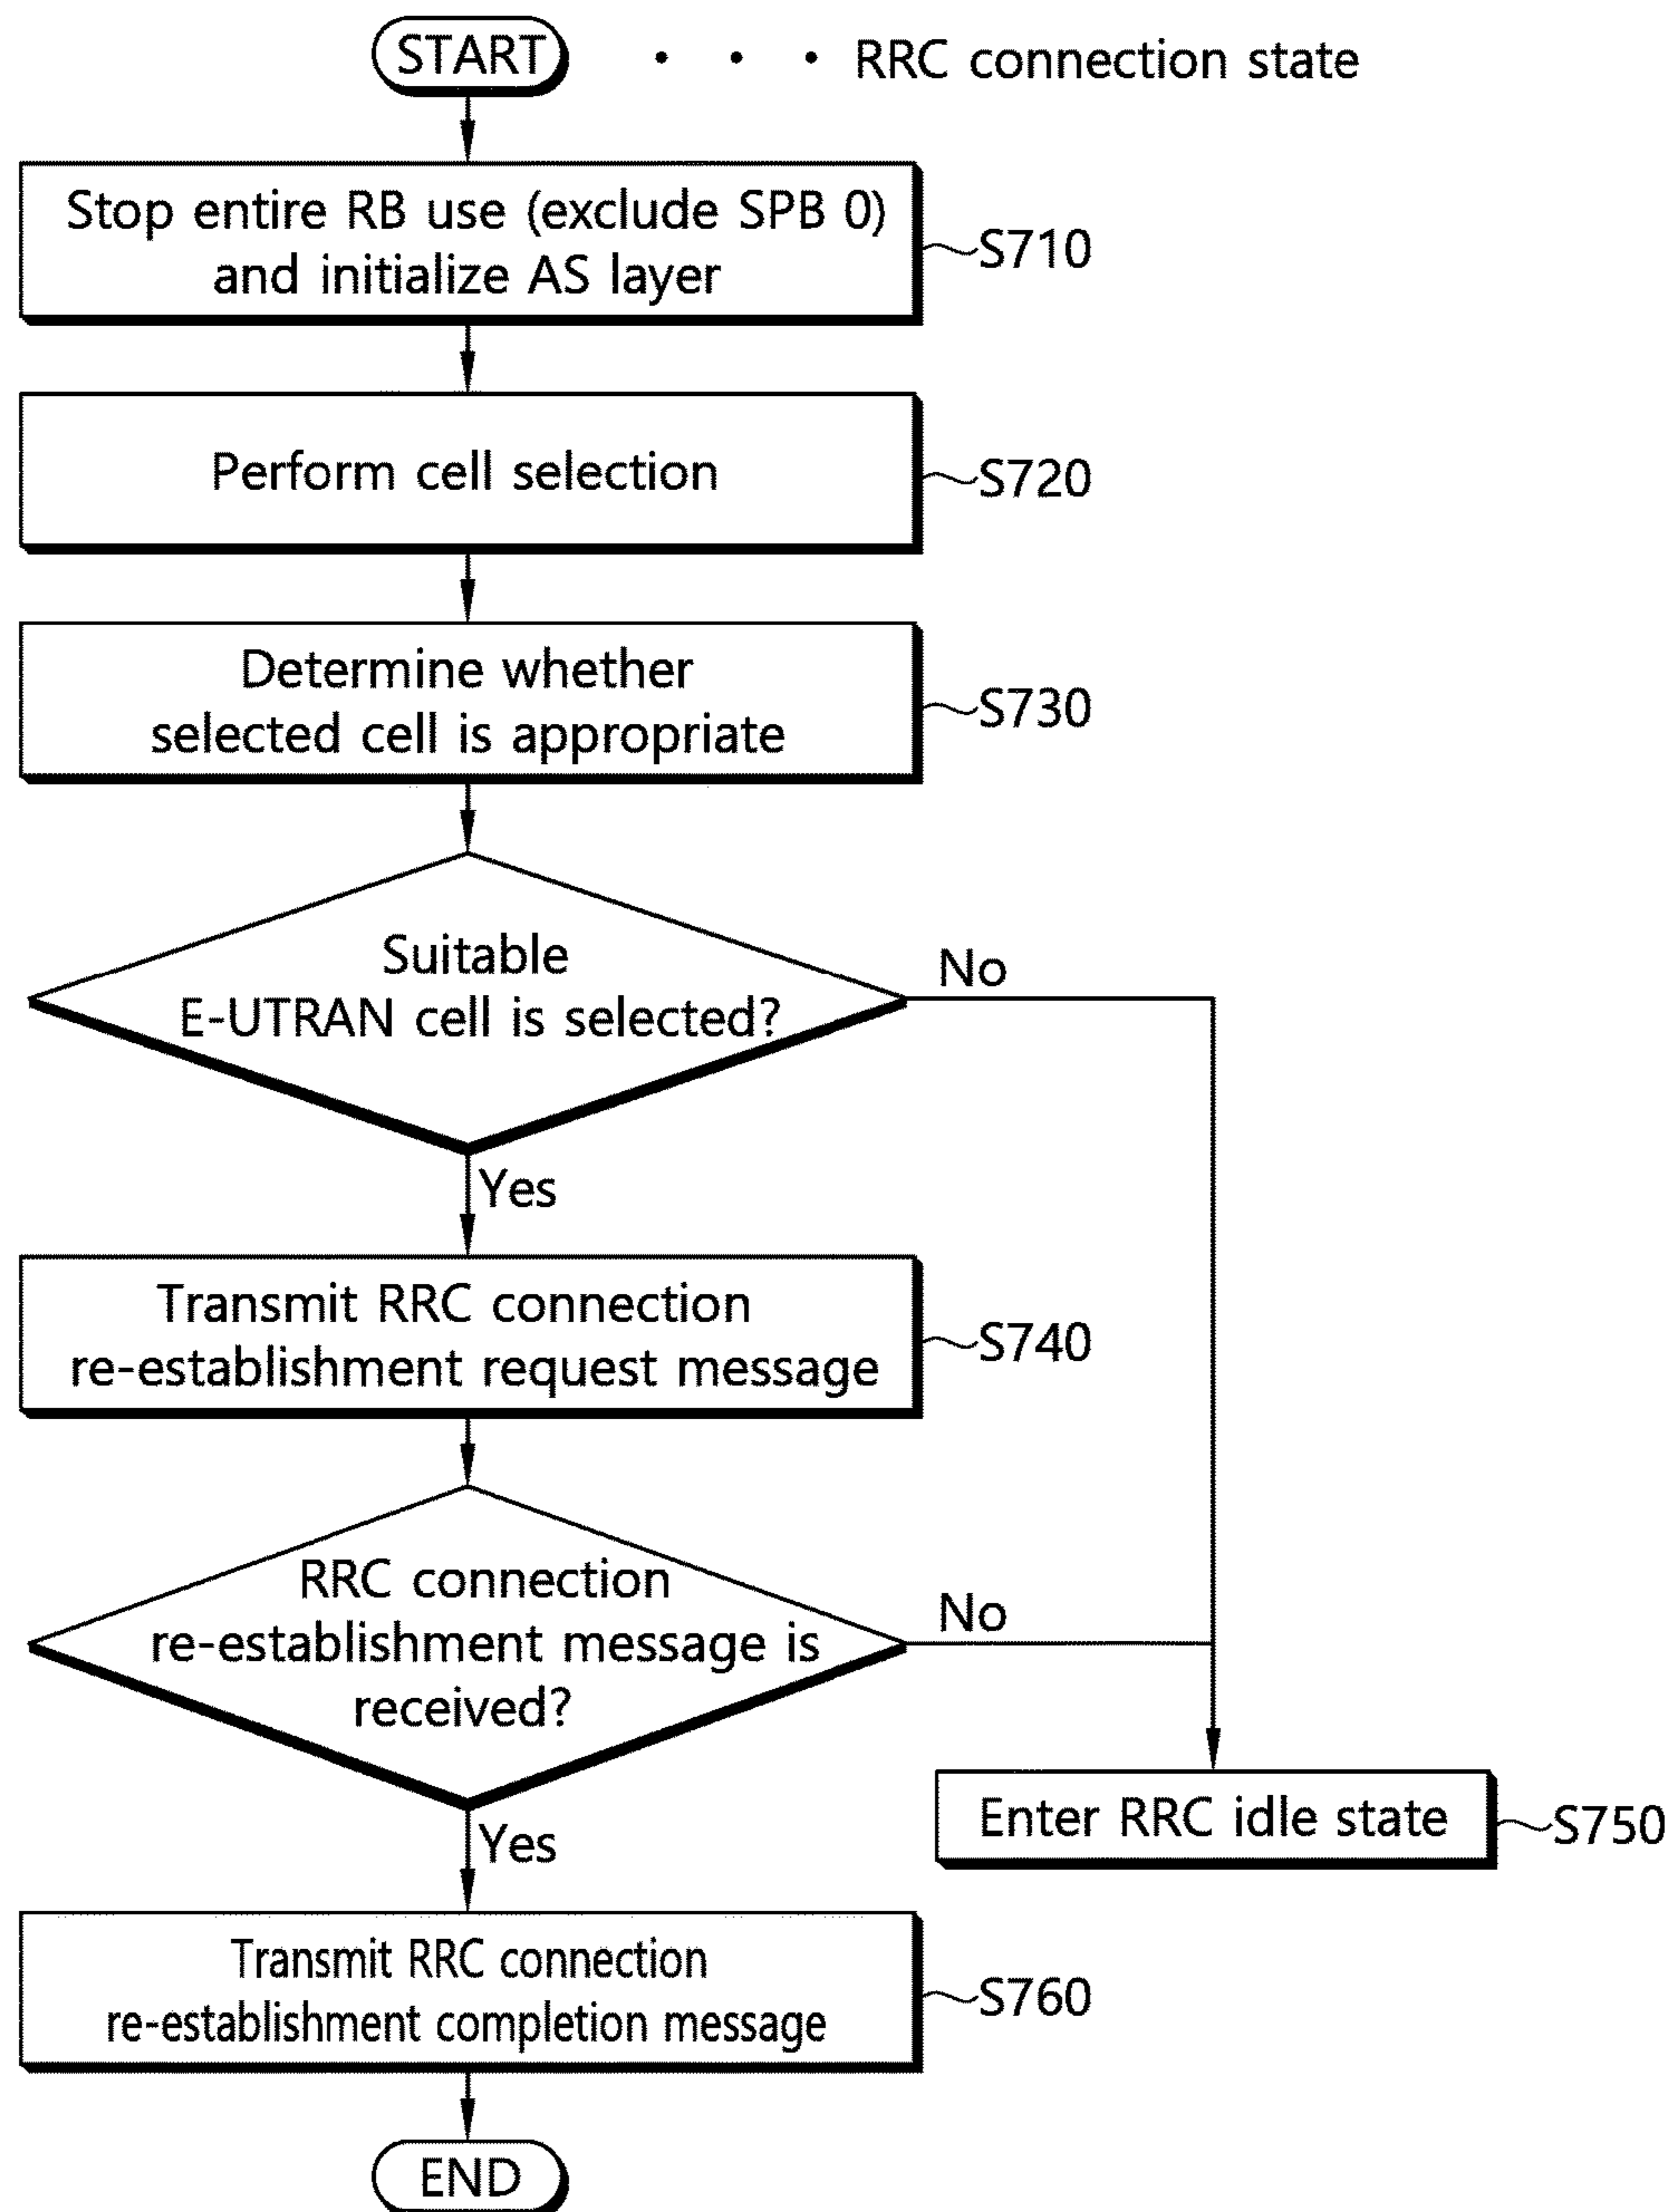 START
· · · RRC connection state
Stop entire RB use (exclude SPB 0)
and initialize AS layer
S710
Perform cell selection
S720
Determine whether
selected cell is appropriate
S730
Suitable
E-UTRAN cell is selected?
No
Yes
Transmit RRC connection
re-establishment request message
S740
RRC connection
re-establishment message is
received?
No
Yes
Enter RRC idle state
S750
Transmit RRC connection
re-establishment completion message
S760
END